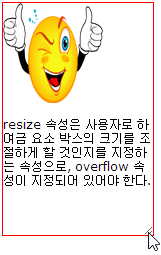 resize 속성은 사용자로 하
여금 요소 박스의 크기를 조
절하게 할 것인지를 지정하
는 속성으로, overflow 속
성이 지정되어 있어야 한다.